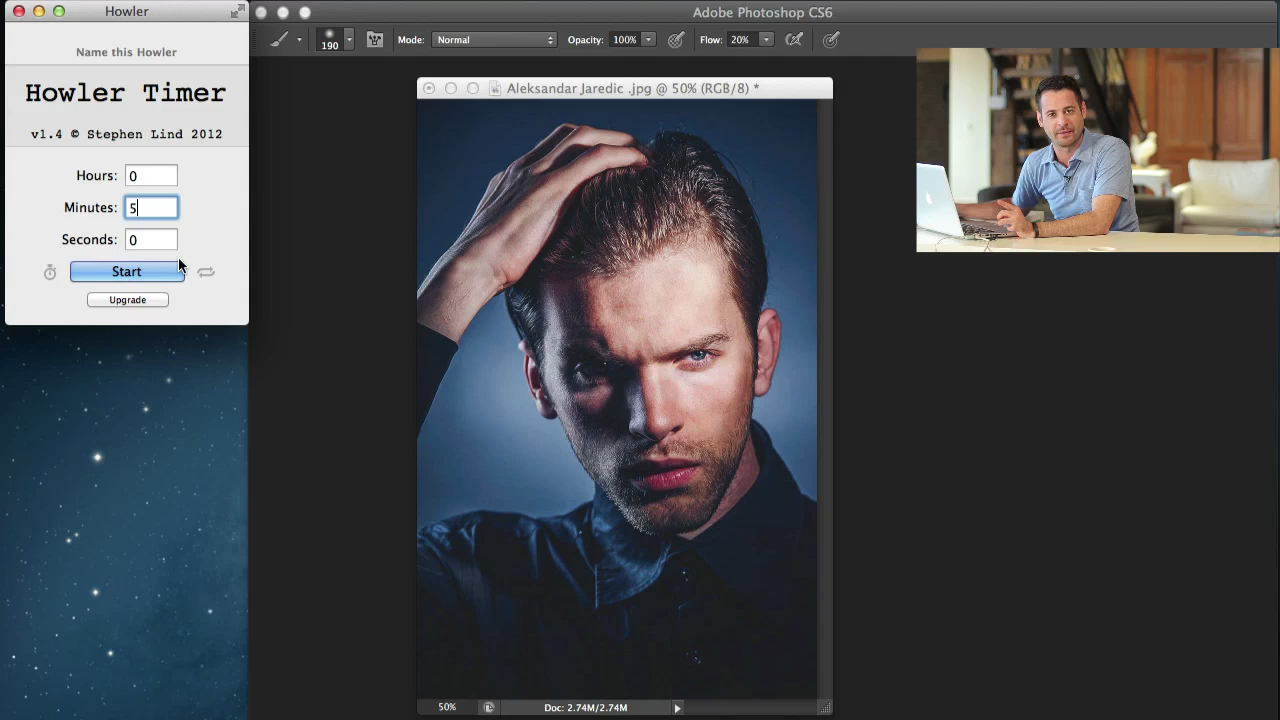 Howler
Name this Howler
Howler Timer
v1.4 © Stephen Lind 2012
Hours: 0
Minutes: 5
Seconds: 0
Start
Upgrade
Adobe Photoshop CS6
190 Mode: Normal Opacity: 100% Flow: 20%
Aleksandar Jaredic .jpg @ 50% (RGB/8) *
50% Doc: 2.74M/2.74M